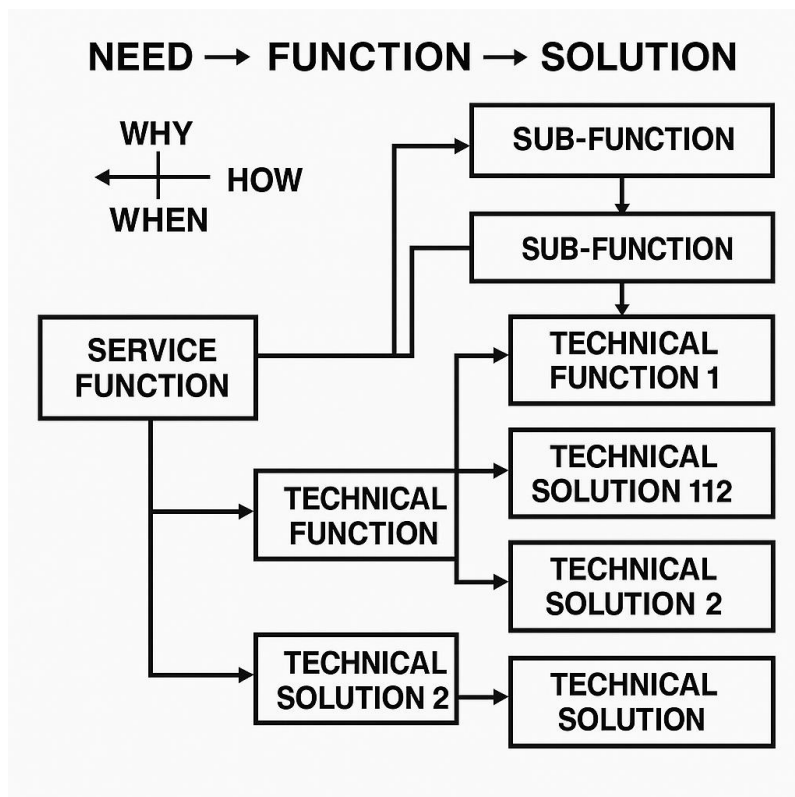 NEED → FUNCTION → SOLUTION
WHY
HOW
WHEN
SUB-FUNCTION
SUB-FUNCTION
SERVICE
FUNCTION
TECHNICAL
FUNCTION 1
TECHNICAL
SOLUTION 112
TECHNICAL
FUNCTION
TECHNICAL
SOLUTION 2
TECHNICAL
SOLUTION 2
TECHNICAL
SOLUTION